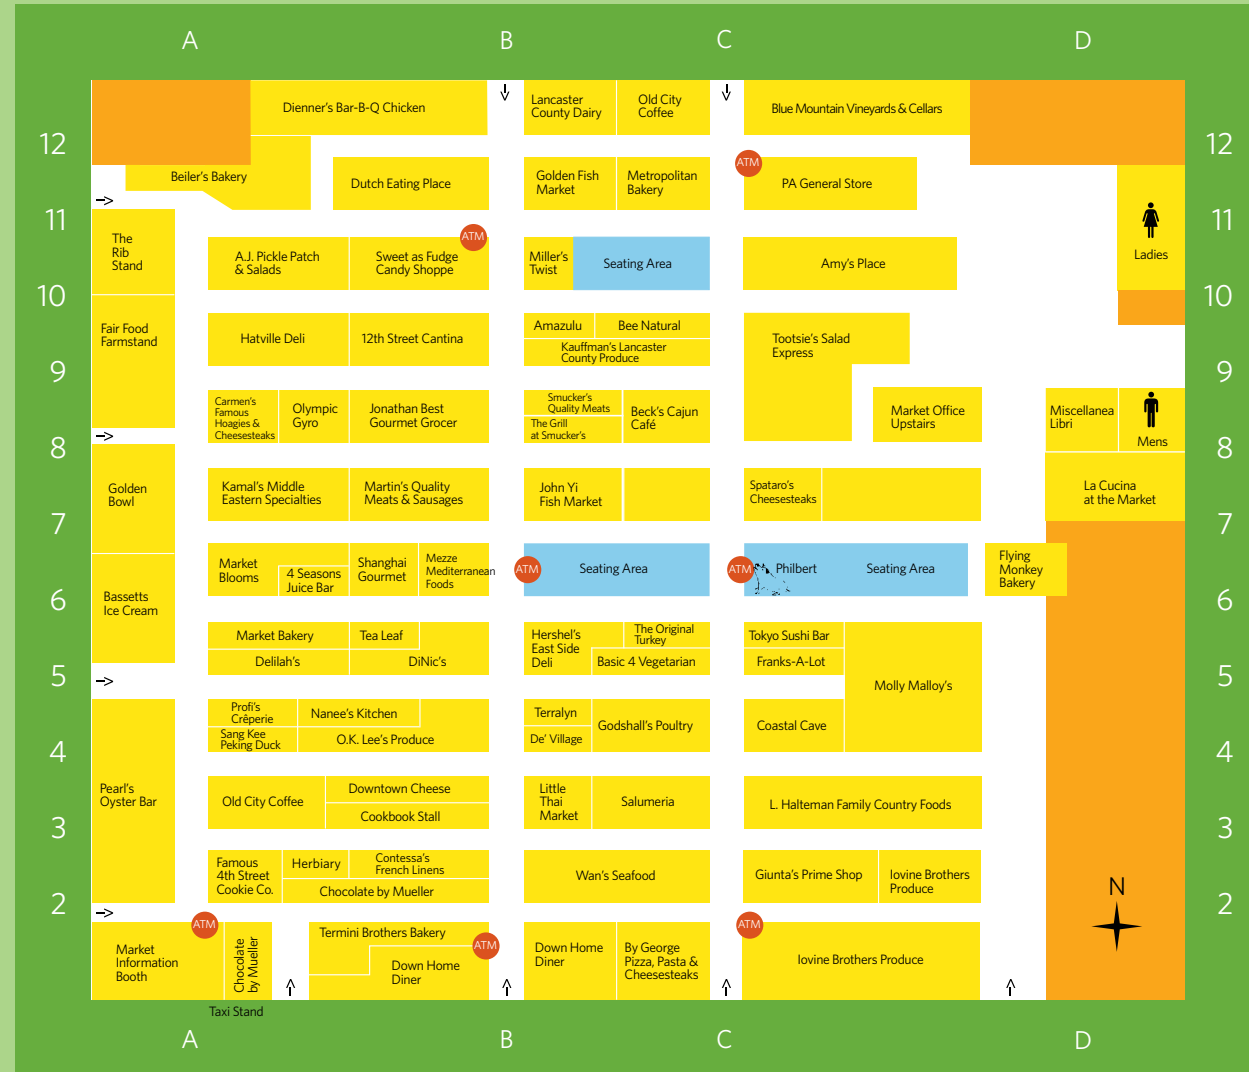 A B C D
12 12
Dienner's Bar-B-Q Chicken
Lancaster
County Dairy
Old City
Coffee
Blue Mountain Vineyards & Cellars
Beiler's Bakery
Dutch Eating Place
Golden Fish
Market
Metropolitan
Bakery
ATM
PA General Store
11 11
The
Rib
Stand
A.J. Pickle Patch
& Salads
Sweet as Fudge
Candy Shoppe
ATM
Miller's
Twist
Seating Area
Amy's Place
Ladies
10 10
Fair Food
Farmstand
Hatville Deli
12th Street Cantina
Amazulu
Bee Natural
Kauffman's Lancaster
County Produce
Tootsie's Salad
Express
9 9
Carmen's
Famous
Hoagies &
Cheesesteaks
Olympic
Gyro
Jonathan Best
Gourmet Grocer
Smucker's
Quality Meats
The Grill
at Smucker's
Beck's Cajun
Café
Market Office
Upstairs
Miscellanea
Libri
Mens
8 8
Golden
Bowl
Kamal's Middle
Eastern Specialties
Martin's Quality
Meats & Sausages
John Yi
Fish Market
Spataro's
Cheesesteaks
La Cucina
at the Market
7 7
Market
Blooms
4 Seasons
Juice Bar
Shanghai
Gourmet
Mezze
Mediterranean
Foods
ATM
Seating Area
ATM
Philbert
Seating Area
Flying
Monkey
Bakery
6 6
Bassetts
Ice Cream
Market Bakery
Tea Leaf
Delilah's
DiNic's
Hershel's
East Side
Deli
The Original
Turkey
Basic 4 Vegetarian
Tokyo Sushi Bar
Franks-A-Lot
Molly Malloy's
5 5
Profi's
Crêperie
Nanee's Kitchen
Sang Kee
Peking Duck
O.K. Lee's Produce
Terralyn
De' Village
Godshall's Poultry
Coastal Cave
4 4
Pearl's
Oyster Bar
Old City Coffee
Downtown Cheese
Cookbook Stall
Little
Thai
Market
Salumeria
L. Halteman Family Country Foods
3 3
Famous
4th Street
Cookie Co.
Herbiary
Contessa's
French Linens
Chocolate by Mueller
Wan's Seafood
Giunta's Prime Shop
Iovine Brothers
Produce
N
2 2
ATM
Market
Information
Booth
Chocolate
by Mueller
Termini Brothers Bakery
ATM
Down Home
Diner
Down Home
Diner
By George
Pizza, Pasta &
Cheesesteaks
ATM
Iovine Brothers Produce
Taxi Stand
A B C D